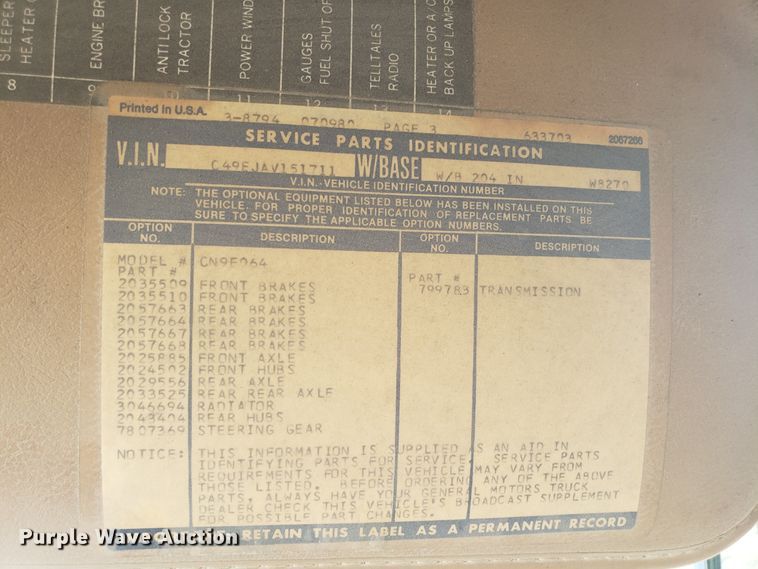 SLEEPER
HEATER
8
ENGINE BR
9
ANTI LOCK
TRACTOR
POWER WIND
11
GAUGES
FUEL SHUT OF
12
TELLTALES
RADIO
13
HEATER OR A/C
BACK UP LAMPS
14
Printed in U.S.A. 3-8794 070980 PAGE 3 633703 2067266
SERVICE PARTS IDENTIFICATION
V.I.N. C49EJAV151711 W/BASE W/B 204 IN WB270
V.I.N.-VEHICLE IDENTIFICATION NUMBER
NOTE: THE OPTIONAL EQUIPMENT LISTED BELOW HAS BEEN INSTALLED ON THIS
VEHICLE. FOR PROPER IDENTIFICATION OF REPLACEMENT PARTS BE
SURE TO SPECIFY THE APPLICABLE OPTION NUMBERS.
OPTION NO. DESCRIPTION OPTION NO. DESCRIPTION
MODEL # CN9F064
PART # PART #
2035509 FRONT BRAKES 799783 TRANSMISSION
2035510 FRONT BRAKES
2057663 REAR BRAKES
2057664 REAR BRAKES
2057667 REAR BRAKES
2057668 REAR BRAKES
2025885 FRONT AXLE
2024502 FRONT HUBS
2029556 REAR AXLE
2033525 REAR REAR AXLE
3046694 RADIATOR
2043404 REAR HUBS
7807369 STEERING GEAR
NOTICE: THIS INFORMATION IS SUPPLIED AS AN AID IN
IDENTIFYING PARTS FOR SERVICE. SERVICE PARTS
REQUIREMENTS FOR THIS VEHICLE MAY VARY FROM
THOSE LISTED. BEFORE ORDERING ANY OF THE ABOVE
PARTS, ALWAYS HAVE YOUR GENERAL MOTORS TRUCK
DEALER CHECK THIS VEHICLE'S BROADCAST SUPPLEMENT
FOR POSSIBLE PART CHANGES.
RETAIN THIS LABEL AS A PERMANENT RECORD
Purple Wave Auction